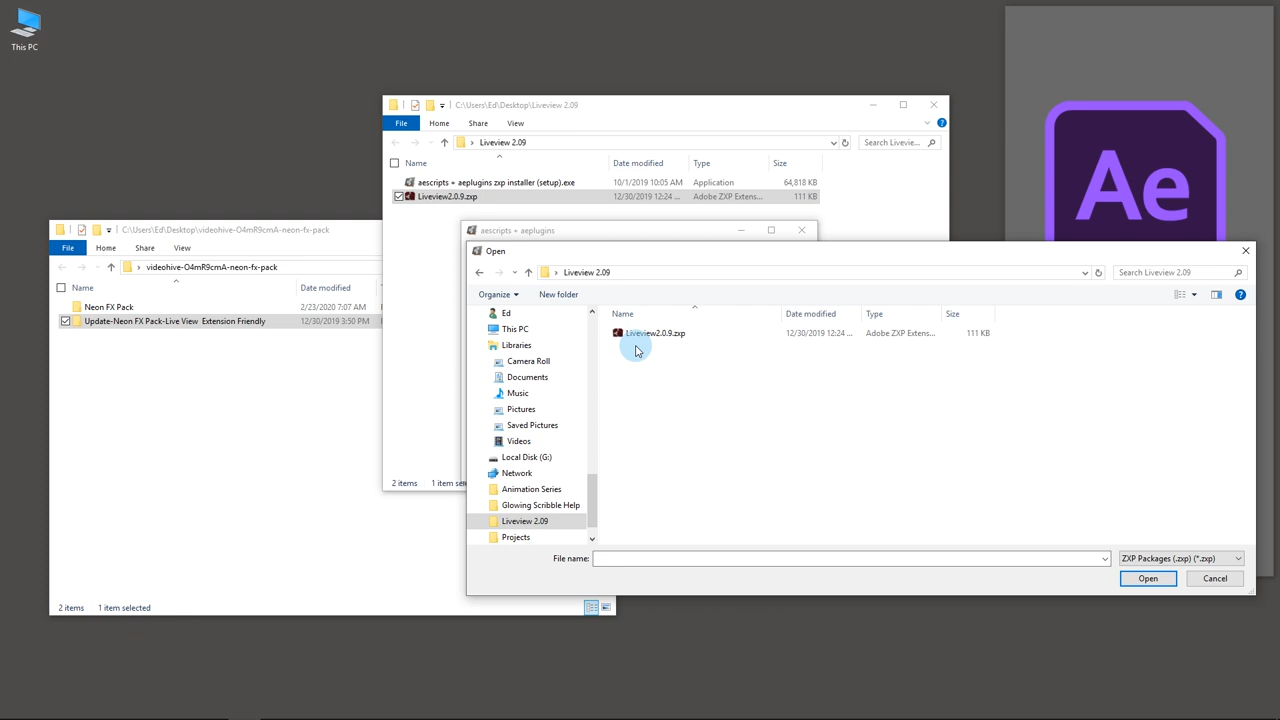 This PC
C:\Users\Ed\Desktop\Liveview 2.09
File Home Share View
Liveview 2.09
Search Livevie...
Name Date modified Type Size
aescripts + aeplugins zxp installer (setup).exe 10/1/2019 10:05 AM Application 64,818 KB
Liveview2.0.9.zxp 12/30/2019 12:24 ... Adobe ZXP Extens... 111 KB
2 items 1 item sele
Ae
C:\Users\Ed\Desktop\videohive-O4mR9cmA-neon-fx-pack
File Home Share View
videohive-O4mR9cmA-neon-fx-pack
Name Date modified
Neon FX Pack 2/23/2020 7:07 AM
Update-Neon FX Pack-Live View Extension Friendly 12/30/2019 3:50 PM
2 items 1 item selected
aescripts + aeplugins
Open
Liveview 2.09
Search Liveview 2.09
Organize New folder
Ed
This PC
Libraries
Camera Roll
Documents
Music
Pictures
Saved Pictures
Videos
Local Disk (G:)
Network
Animation Series
Glowing Scribble Help
Liveview 2.09
Projects
Name Date modified Type Size
Liveview2.0.9.zxp 12/30/2019 12:24 ... Adobe ZXP Extens... 111 KB
File name:
ZXP Packages (.zxp) (*.zxp)
Open Cancel